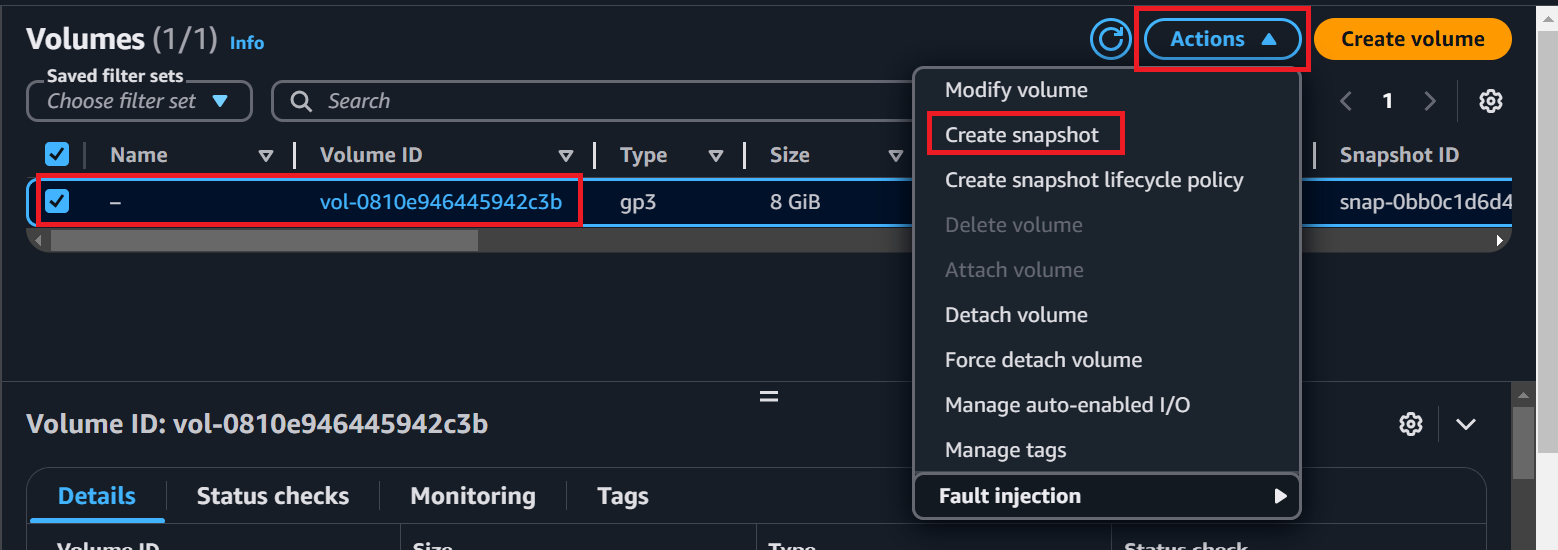 Volumes (1/1) Info
Actions
Create volume
Saved filter sets
Choose filter set
Search
1
Name
Volume ID
Type
Size
Snapshot ID
–
vol-0810e946445942c3b
gp3
8 GiB
snap-0bb0c1d6d4
Modify volume
Create snapshot
Create snapshot lifecycle policy
Delete volume
Attach volume
Detach volume
Force detach volume
Manage auto-enabled I/O
Manage tags
Fault injection
Volume ID: vol-0810e946445942c3b
Details
Status checks
Monitoring
Tags
Volume ID
Size
Type
Status check